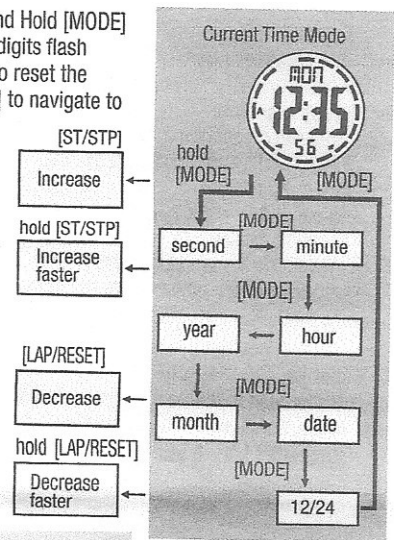 nd Hold [MODE]
digits flash
o reset the
to navigate to
Current Time Mode
MON
A 12:35
56
hold
[MODE]
[MODE]
[ST/STP]
Increase
second
[MODE]
minute
hold [ST/STP]
Increase
faster
[MODE]
year
hour
[LAP/RESET]
Decrease
[MODE]
month
date
hold [LAP/RESET]
Decrease
faster
[MODE]
12/24